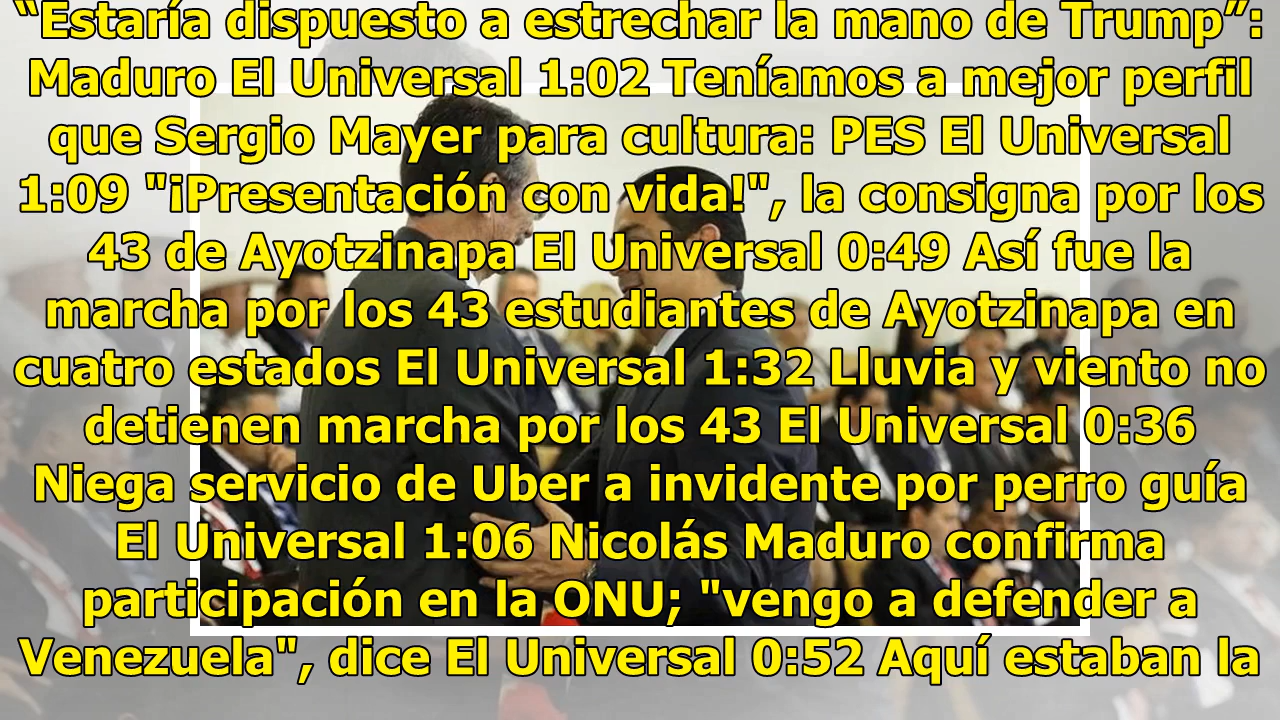 “Estaría dispuesto a estrechar la mano de Trump”:
Maduro El Universal 1:02 Teníamos a mejor perfil
que Sergio Mayer para cultura: PES El Universal
1:09 "¡Presentación con vida!", la consigna por los
43 de Ayotzinapa El Universal 0:49 Así fue la
marcha por los 43 estudiantes de Ayotzinapa en
cuatro estados El Universal 1:32 Lluvia y viento no
detienen marcha por los 43 El Universal 0:36
Niega servicio de Uber a invidente por perro guía
El Universal 1:06 Nicolás Maduro confirma
participación en la ONU; "vengo a defender a
Venezuela", dice El Universal 0:52 Aquí estaban la